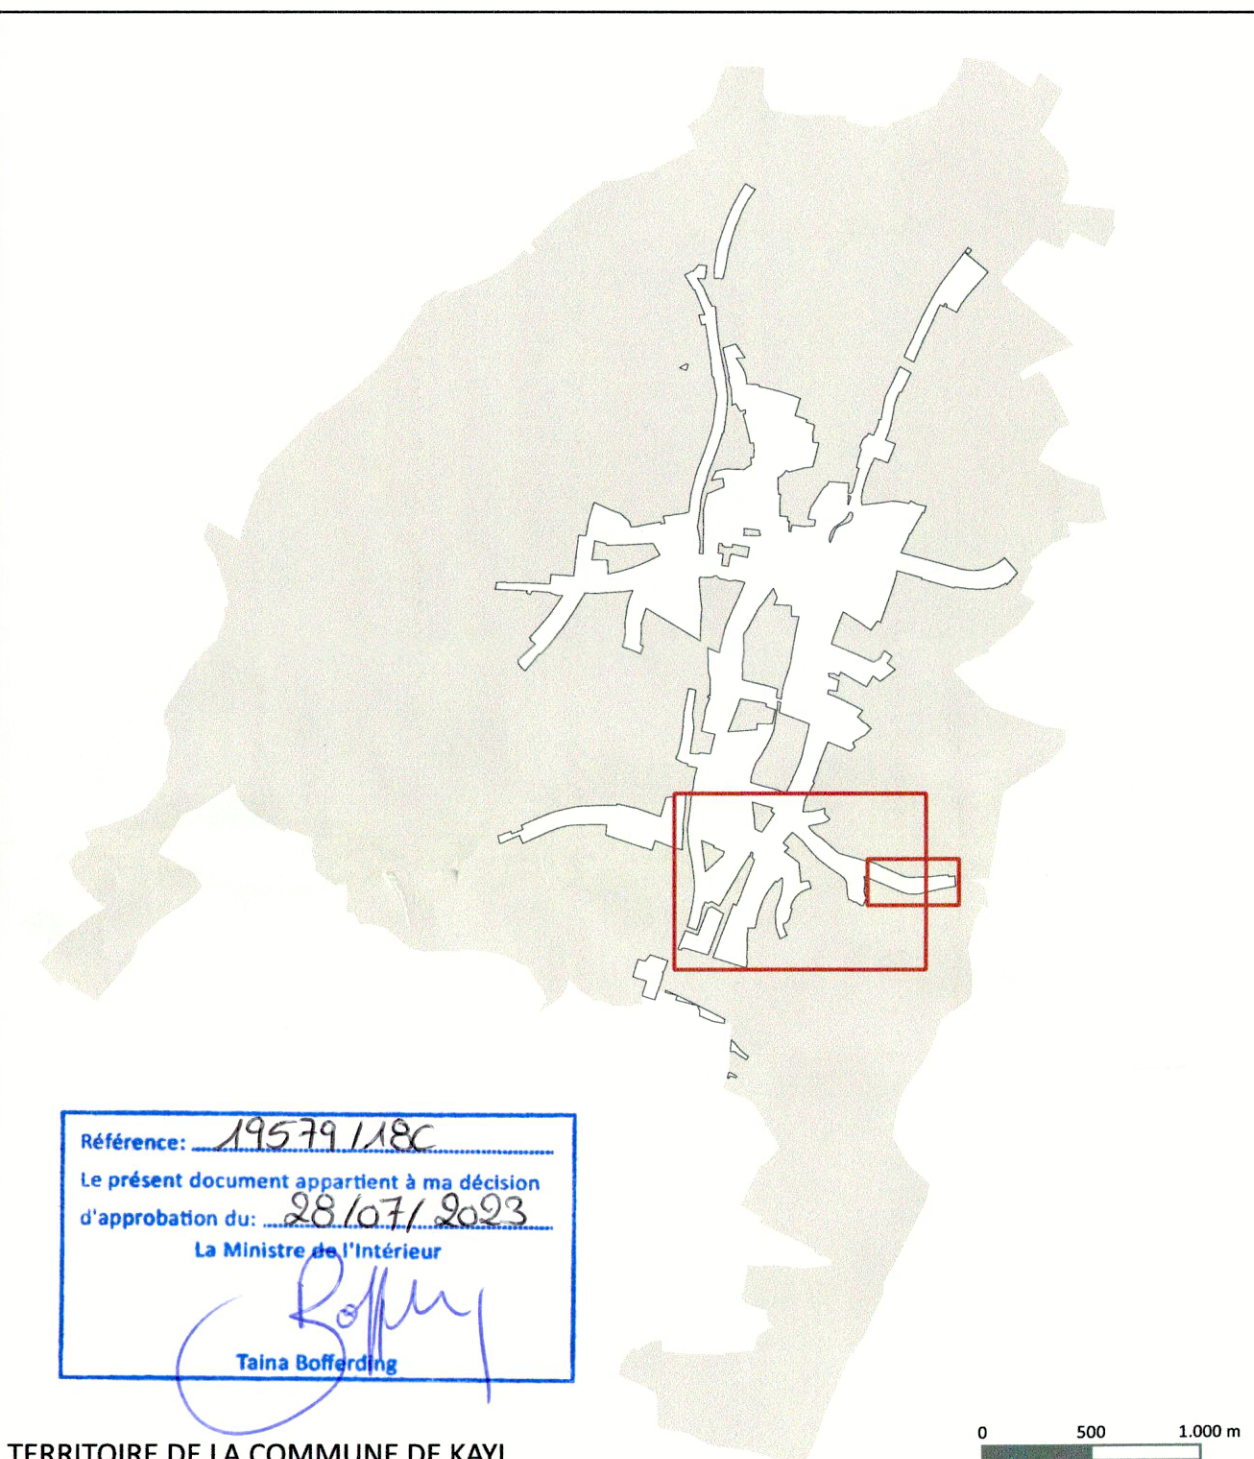 Référence: 19579/18C
Le présent document appartient à ma décision
d'approbation du: 28/07/2023
La Ministre de l'Intérieur
Taina Bofferding
0 500 1.000 m
TERRITOIRE DE LA COMMUNE DE KAYL